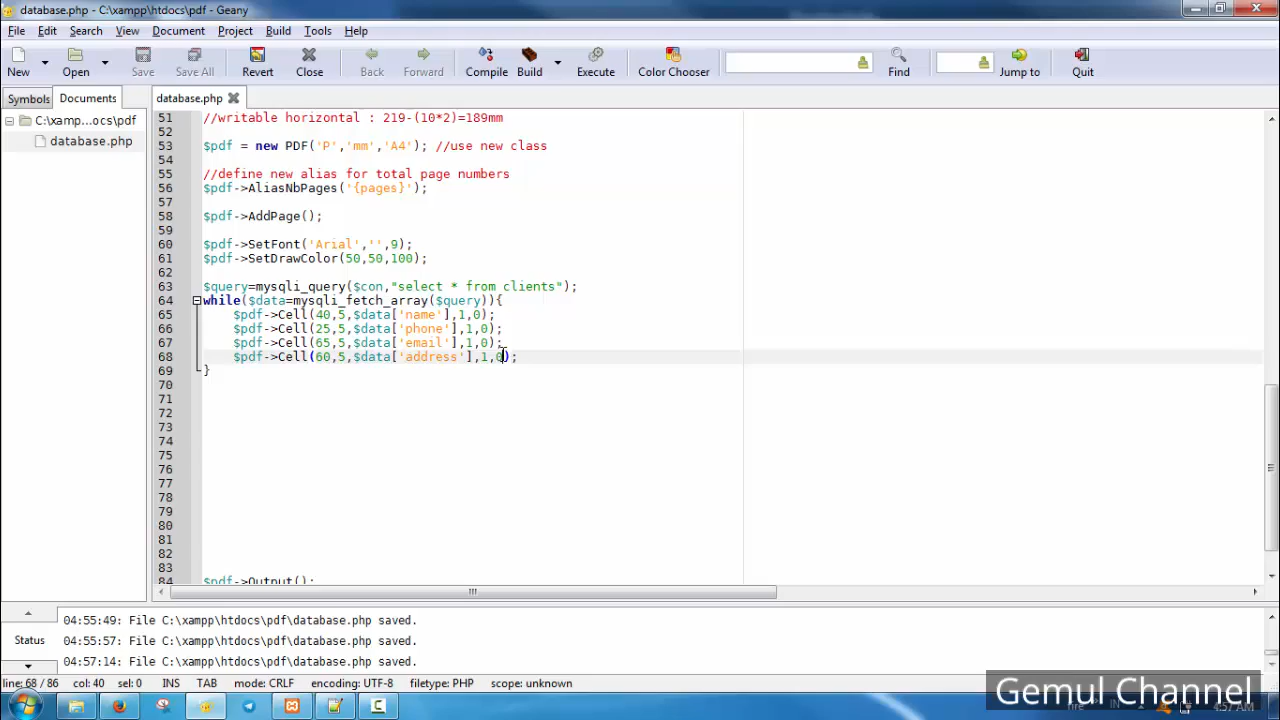 database.php - C:\xampp\htdocs\pdf - Geany
File Edit Search View Document Project Build Tools Help
New Open Save Save All Revert Close Back Forward Compile Build Execute Color Chooser Find Jump to Quit
Symbols Documents database.php
C:\xamp...ocs\pdf
database.php
51 //writable horizontal : 219-(10*2)=189mm
52
53 $pdf = new PDF('P','mm','A4'); //use new class
54
55 //define new alias for total page numbers
56 $pdf->AliasNbPages('{pages}');
57
58 $pdf->AddPage();
59
60 $pdf->SetFont('Arial','',9);
61 $pdf->SetDrawColor(50,50,100);
62
63 $query=mysqli_query($con,"select * from clients");
64 while($data=mysqli_fetch_array($query)){
65 $pdf->Cell(40,5,$data['name'],1,0);
66 $pdf->Cell(25,5,$data['phone'],1,0);
67 $pdf->Cell(65,5,$data['email'],1,0);
68 $pdf->Cell(60,5,$data['address'],1,0);
69 }
70
71
72
73
74
75
76
77
78
79
80
81
82
83
84 $pdf->Output();
Status
04:55:49: File C:\xampp\htdocs\pdf\database.php saved.
04:55:57: File C:\xampp\htdocs\pdf\database.php saved.
04:57:14: File C:\xampp\htdocs\pdf\database.php saved.
line: 68 / 86 col: 40 sel: 0 INS TAB mode: CRLF encoding: UTF-8 filetype: PHP scope: unknown
Gemul Channel
4:57 AM